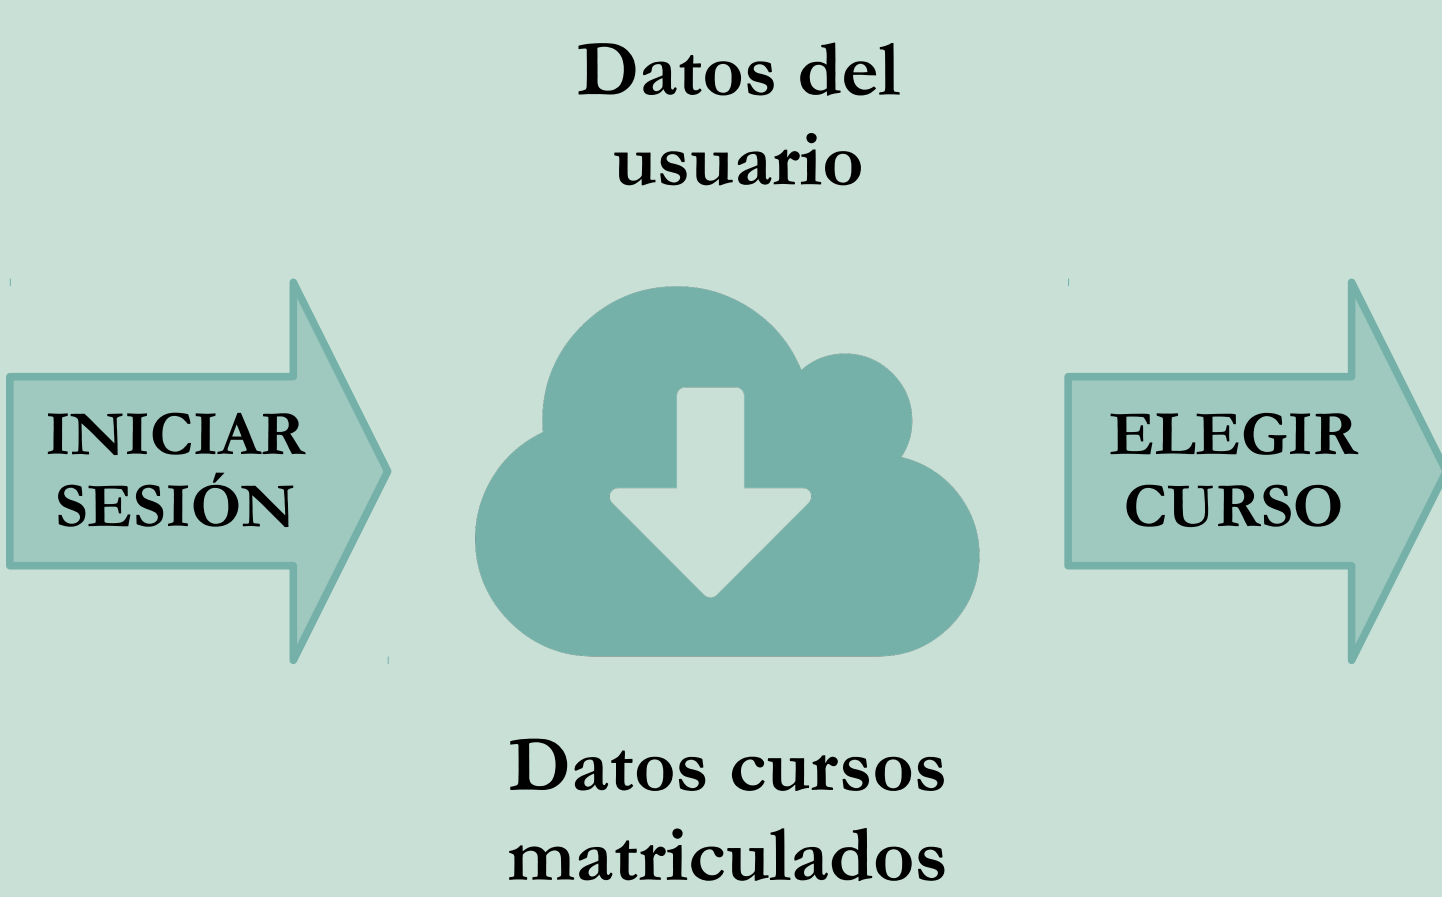 Datos del
usuario
INICIAR
SESIÓN
ELEGIR
CURSO
Datos cursos
matriculados